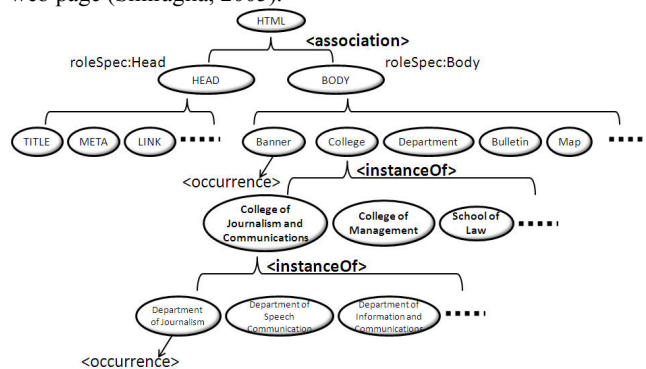 web page (Shiiragna, 2003).
HTML
<association>
roleSpec:Head
roleSpec:Body
HEAD
BODY
TITLE
META
LINK
Banner
College
Department
Bulletin
Map
<occurrence>
<instanceOf>
College of
Journalism and
Communications
College of
Management
School of
Law
<instanceOf>
Department
of Journalism
Department of
Speech
Communication
Department of
Information and
Communications
<occurrence>